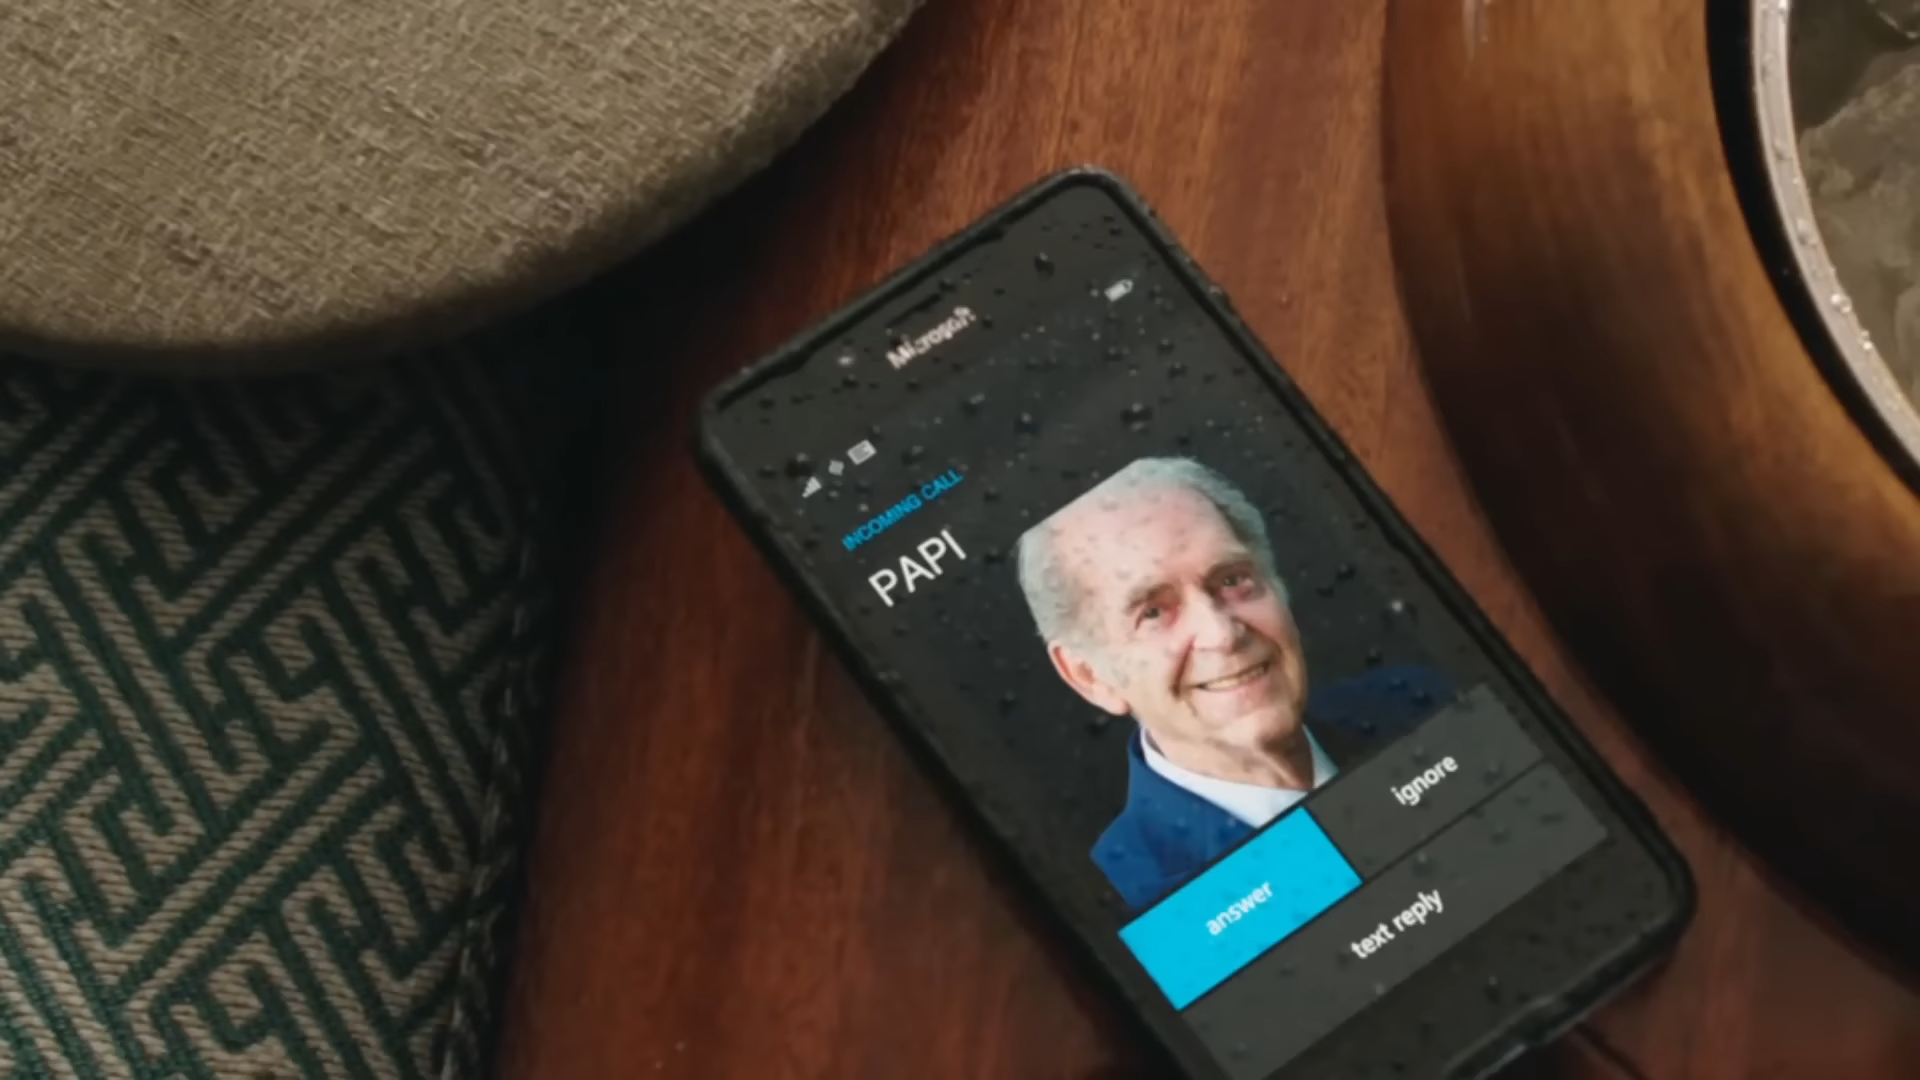 Microsoft
INCOMING CALL
PAPI
answer
ignore
text reply